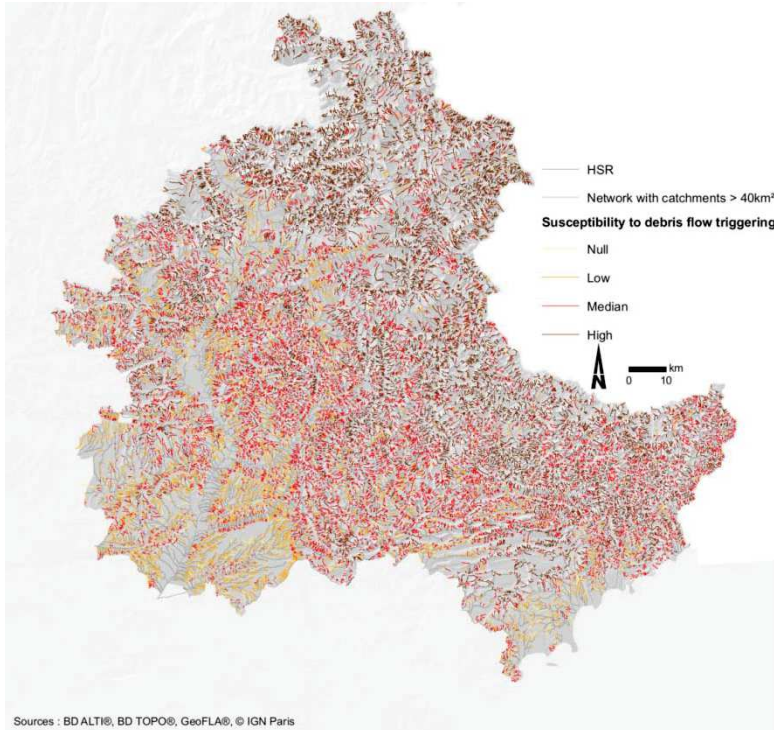 HSR
Network with catchments > 40km²
Susceptibility to debris flow triggering
Null
Low
Median
High
N
km
0 10
Sources : BD ALTI®, BD TOPO®, GeoFLA®, © IGN Paris